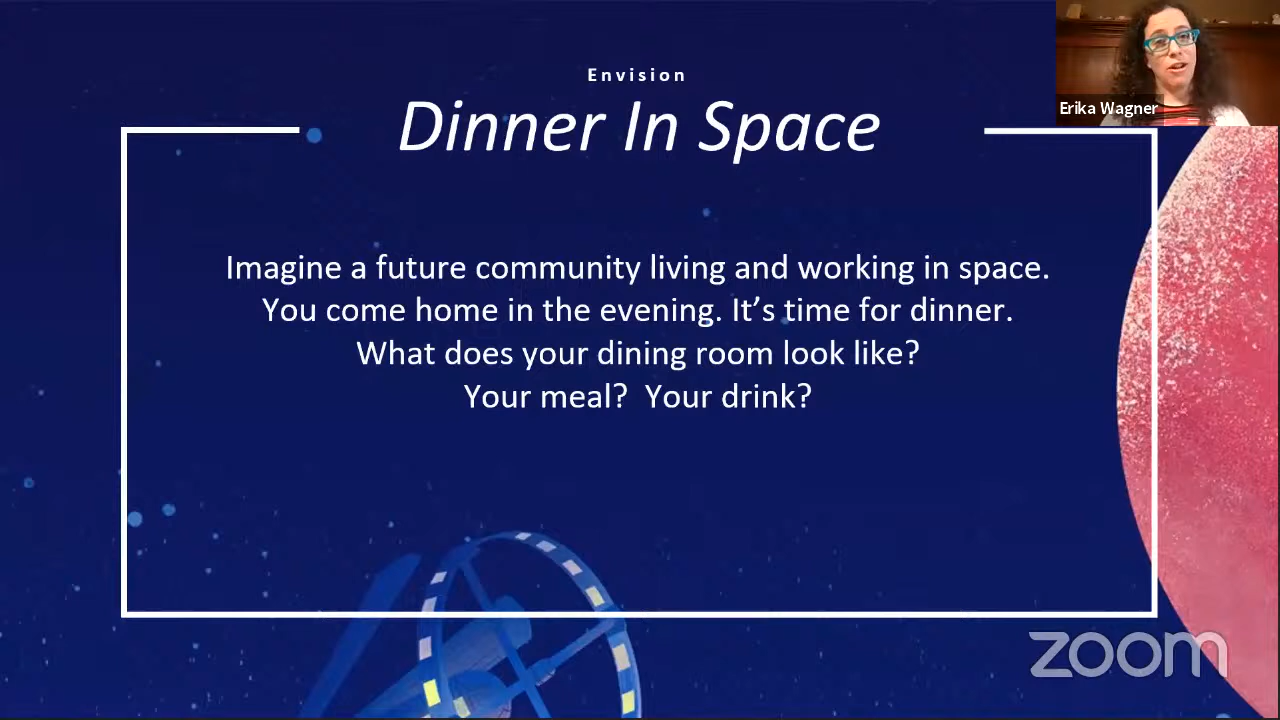 Envision
Dinner In Space
Erika Wagner
Imagine a future community living and working in space.
You come home in the evening. It’s time for dinner.
What does your dining room look like?
Your meal?  Your drink?
zoom